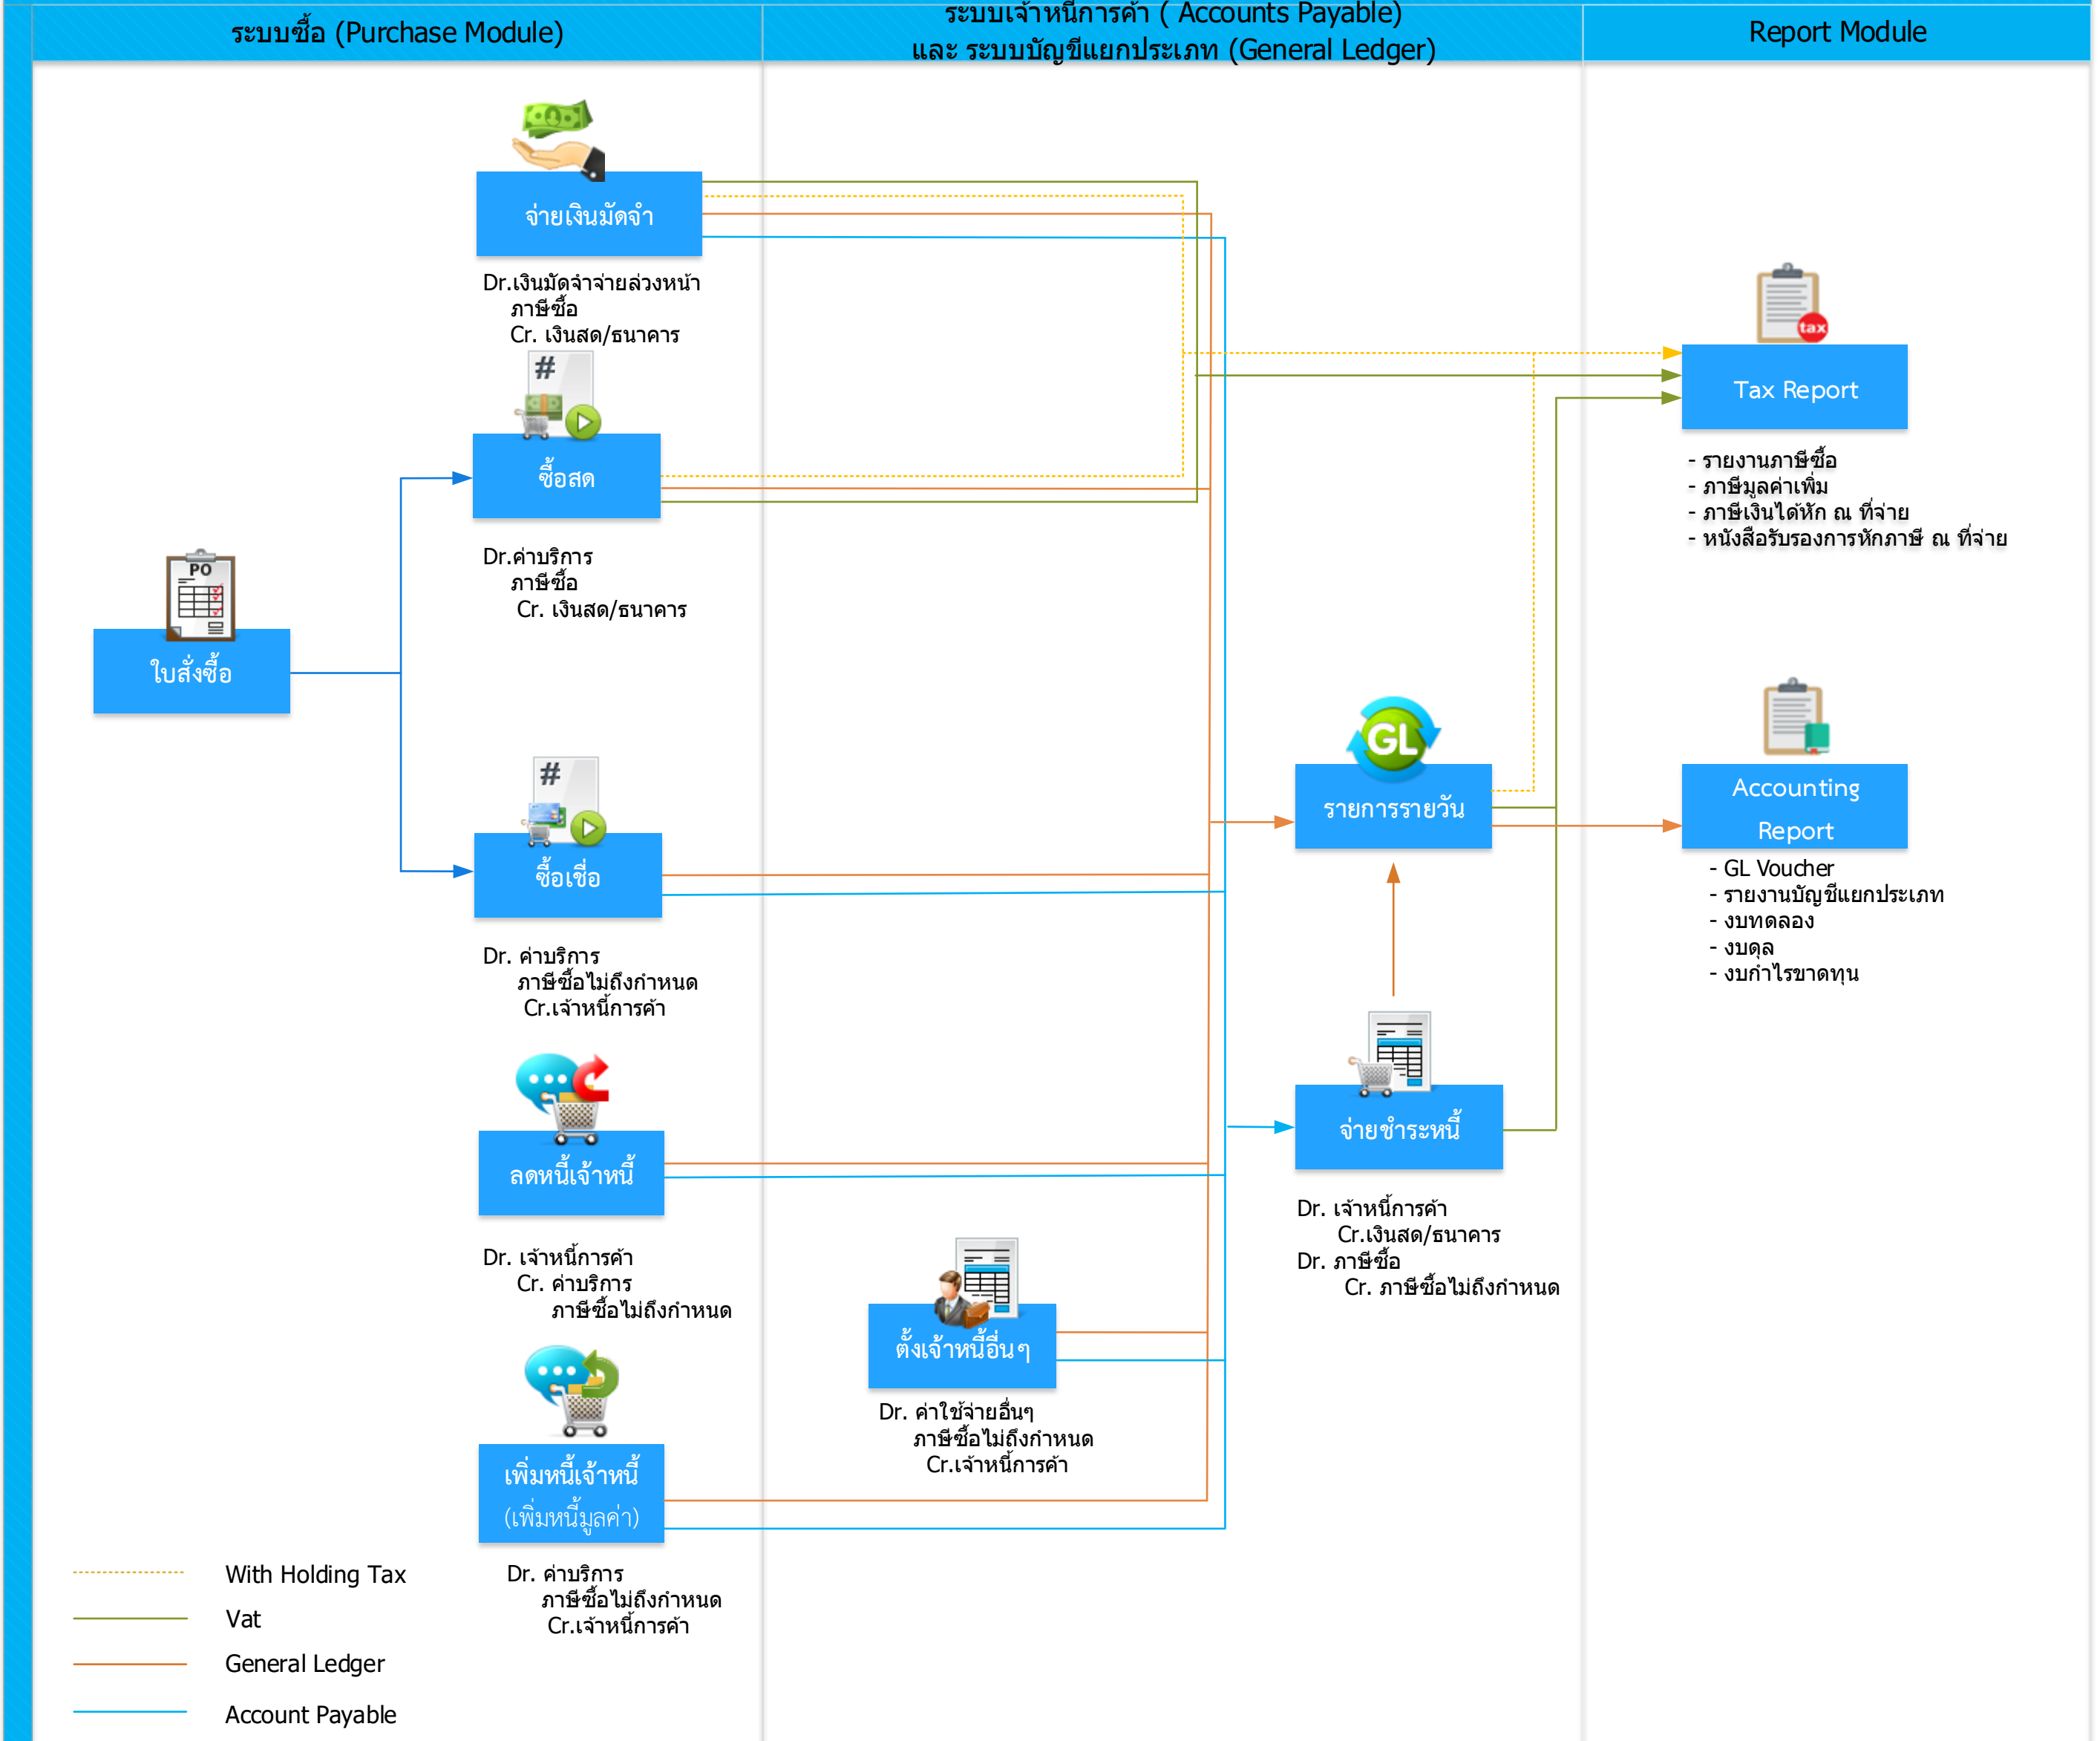 ระบบซื้อ (Purchase Module)
ระบบเจ้าหนี้การค้า ( Accounts Payable)
และ ระบบบัญชีแยกประเภท (General Ledger)
Report Module
จ่ายเงินมัดจำ
Dr.เงินมัดจำจ่ายล่วงหน้า
ภาษีซื้อ
Cr. เงินสด/ธนาคาร
#
ซื้อสด
Dr.ค่าบริการ
ภาษีซื้อ
Cr. เงินสด/ธนาคาร
PO
ใบสั่งซื้อ
#
ซื้อเชื่อ
Dr. ค่าบริการ
ภาษีซื้อไม่ถึงกำหนด
Cr.เจ้าหนี้การค้า
ลดหนี้เจ้าหนี้
Dr. เจ้าหนี้การค้า
Cr. ค่าบริการ
ภาษีซื้อไม่ถึงกำหนด
เพิ่มหนี้เจ้าหนี้
(เพิ่มหนี้มูลค่า)
Dr. ค่าบริการ
ภาษีซื้อไม่ถึงกำหนด
Cr.เจ้าหนี้การค้า
ตั้งเจ้าหนี้อื่นๆ
Dr. ค่าใช้จ่ายอื่นๆ
ภาษีซื้อไม่ถึงกำหนด
Cr.เจ้าหนี้การค้า
GL
รายการรายวัน
จ่ายชำระหนี้
Dr. เจ้าหนี้การค้า
Cr.เงินสด/ธนาคาร
Dr. ภาษีซื้อ
Cr. ภาษีซื้อไม่ถึงกำหนด
tax
Tax Report
- รายงานภาษีซื้อ
- ภาษีมูลค่าเพิ่ม
- ภาษีเงินได้หัก ณ ที่จ่าย
- หนังสือรับรองการหักภาษี ณ ที่จ่าย
Accounting
Report
- GL Voucher
- รายงานบัญชีแยกประเภท
- งบทดลอง
- งบดุล
- งบกำไรขาดทุน
With Holding Tax
Vat
General Ledger
Account Payable